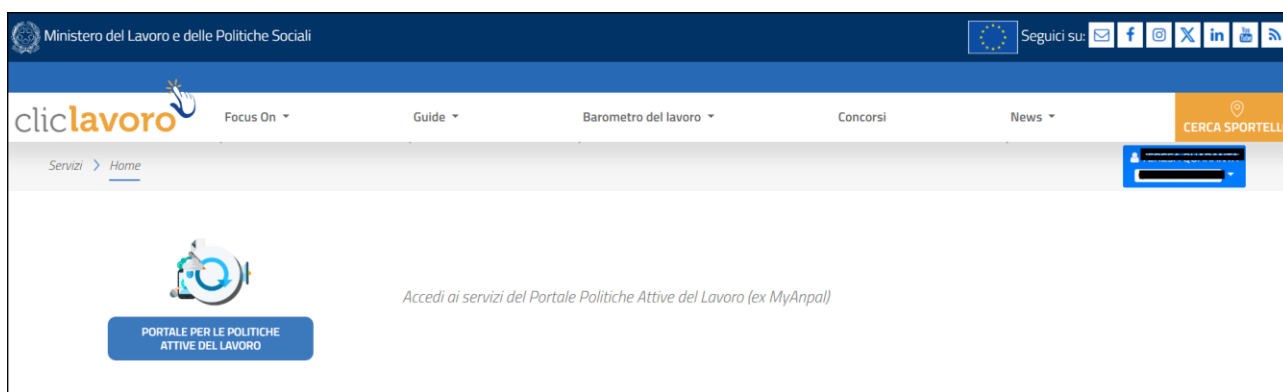 Ministero del Lavoro e delle Politiche Sociali
Seguici su:
cliclavoro
Focus On
Guide
Barometro del lavoro
Concorsi
News
CERCA SPORTELL
Servizi > Home
PORTALE PER LE POLITICHE
ATTIVE DEL LAVORO
Accedi ai servizi del Portale Politiche Attive del Lavoro (ex MyAnpal)